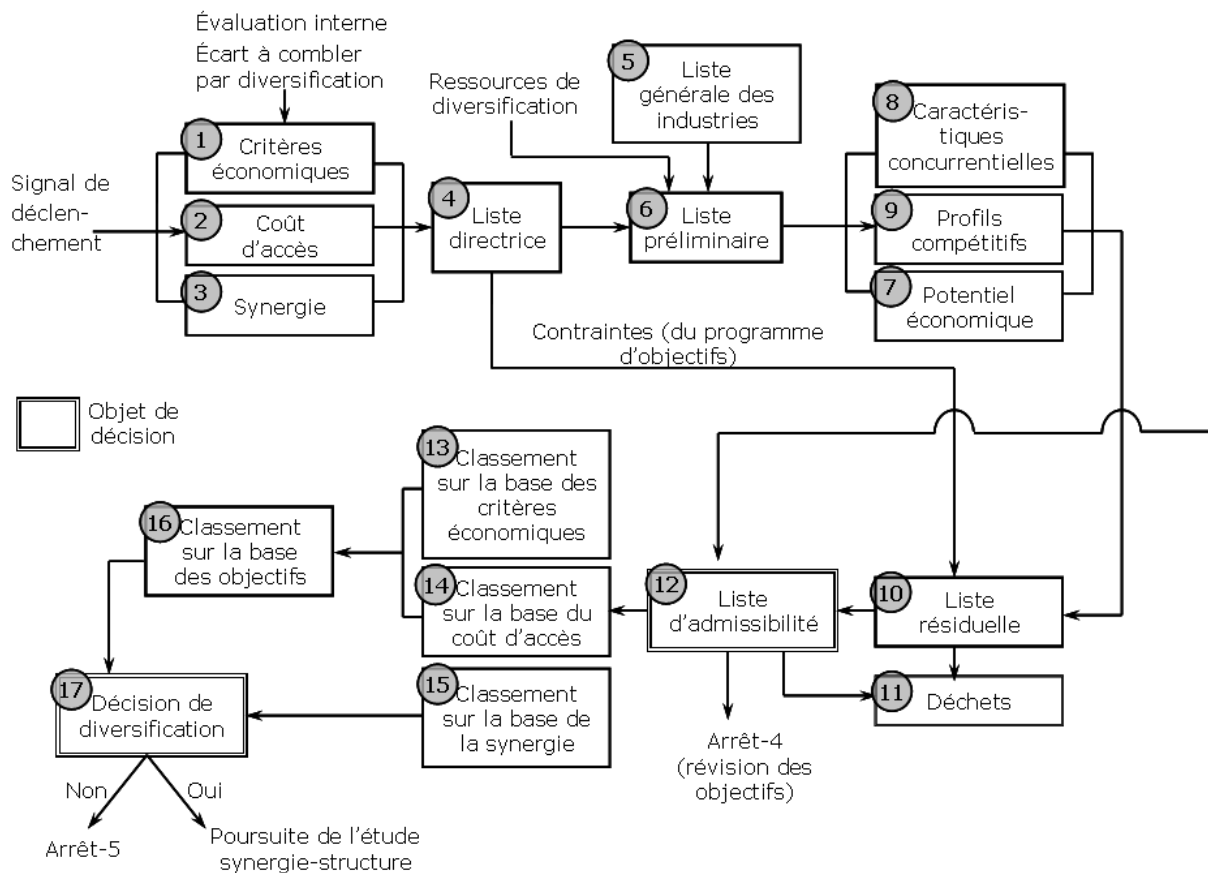 Évaluation interne
Écart à combler
par diversification
Signal de
déclen-
chement
1
Critères
économiques
2
Coût
d'accès
3
Synergie
4
Liste
directrice
Ressources de
diversification
5
Liste
générale des
industries
6
Liste
préliminaire
8
Caractéris-
tiques
concurrentielles
9
Profils
compétitifs
7
Potentiel
économique
Contraintes (du programme
d'objectifs)
Objet de
décision
13
Classement
sur la base des
critères
économiques
16
Classement
sur la base
des objectifs
14
Classement
sur la base du
coût d'accès
12
Liste
d'admissibilité
10
Liste
résiduelle
11
Déchets
15
Classement
sur la base de
la synergie
17
Décision de
diversification
Arrêt-4
(révision des
objectifs)
Non
Oui
Arrêt-5
Poursuite de l'étude
synergie-structure